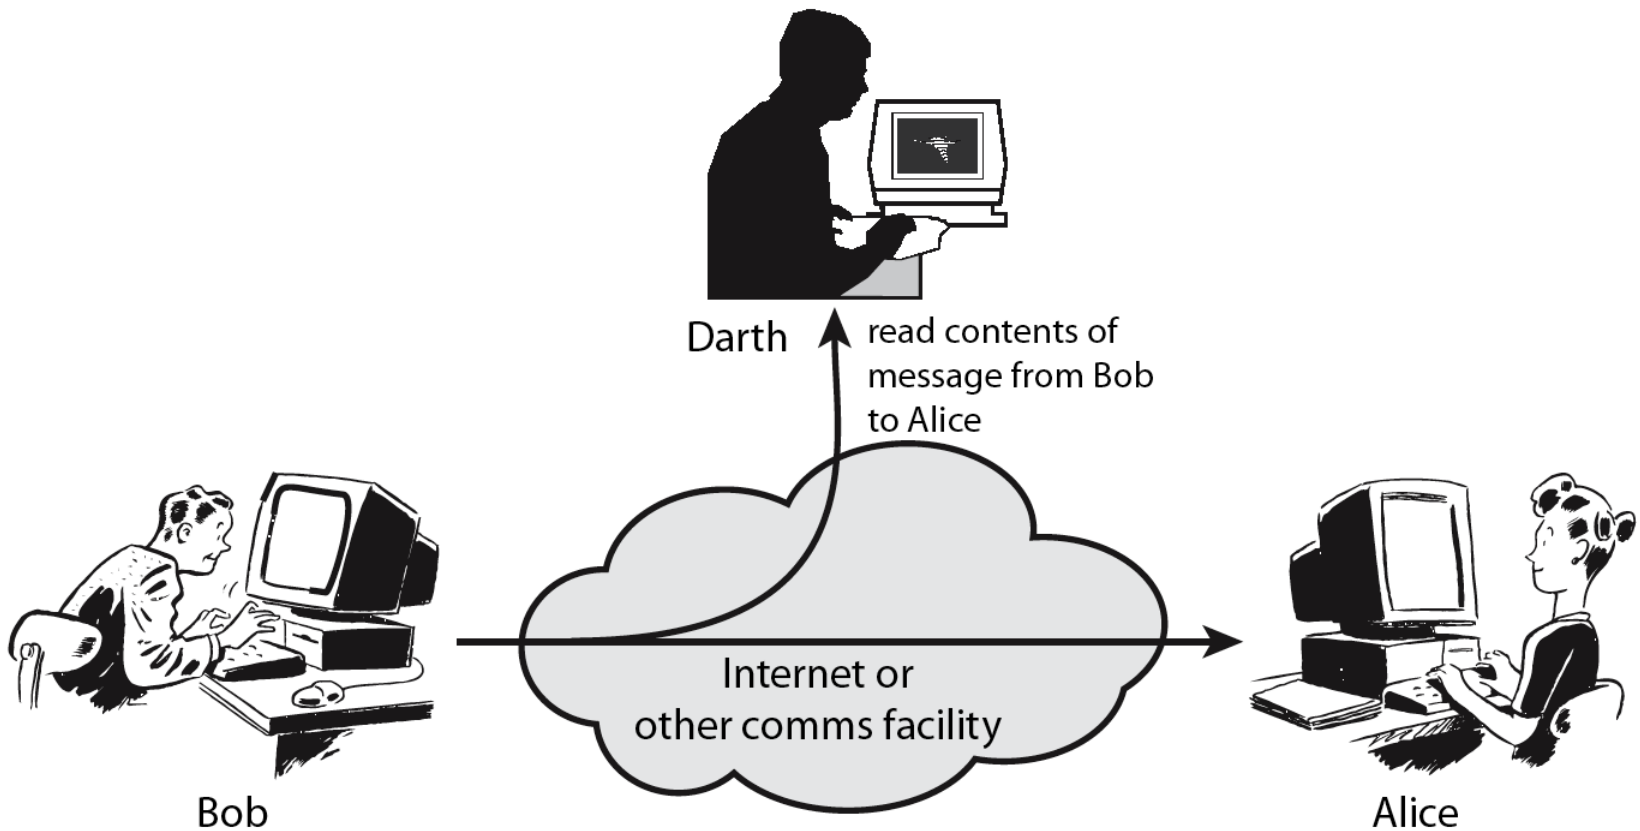 Darth
read contents of
message from Bob
to Alice
Internet or
other comms facility
Bob
Alice